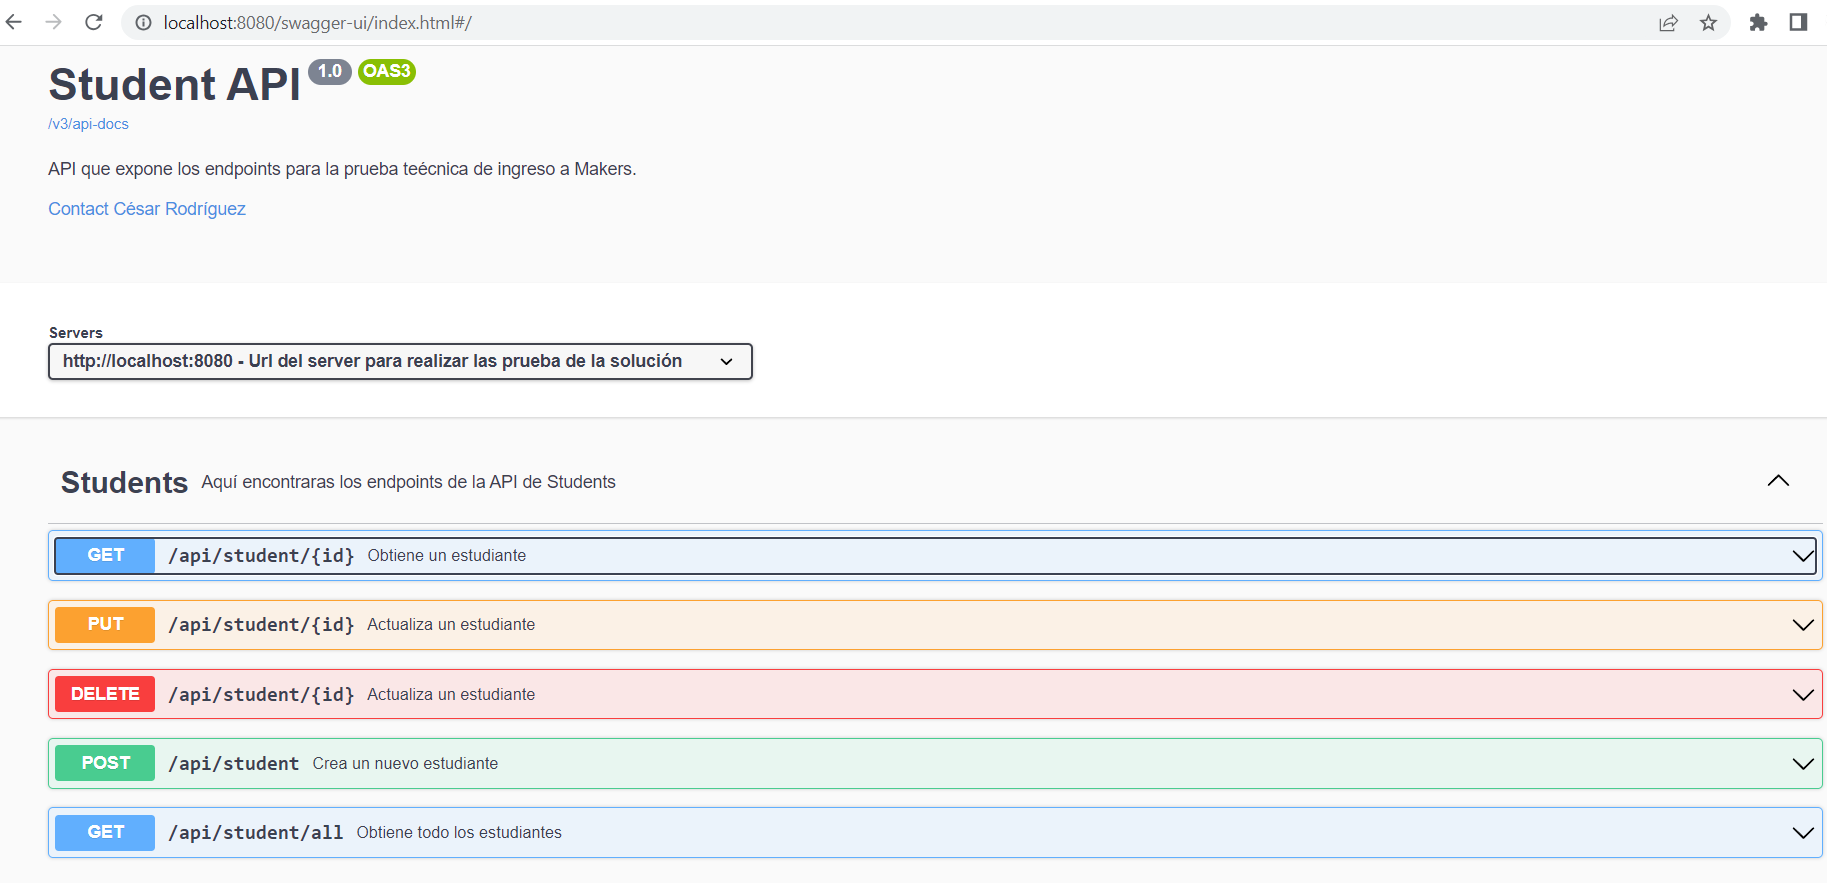 localhost:8080/swagger-ui/index.html#/
Student API 1.0 OAS3
/v3/api-docs
API que expone los endpoints para la prueba teécnica de ingreso a Makers.
Contact César Rodríguez
Servers
http://localhost:8080 - Url del server para realizar las prueba de la solución
Students Aquí encontraras los endpoints de la API de Students
GET /api/student/{id} Obtiene un estudiante
PUT /api/student/{id} Actualiza un estudiante
DELETE /api/student/{id} Actualiza un estudiante
POST /api/student Crea un nuevo estudiante
GET /api/student/all Obtiene todo los estudiantes